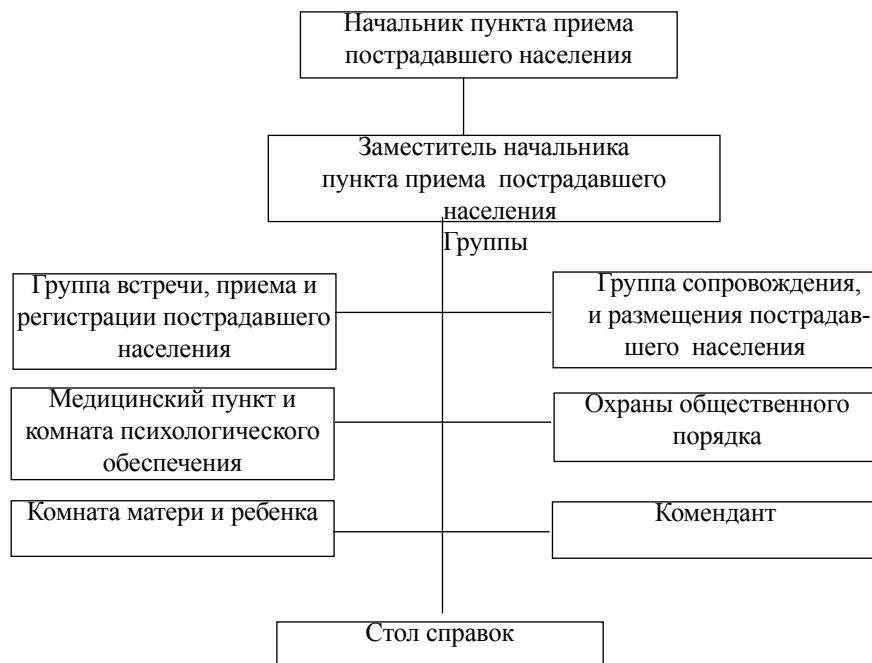 Начальник пункта приема
пострадавшего населения
Заместитель начальника
пункта приема пострадавшего
населения
Группы
Группа встречи, приема и
регистрации пострадавшего
населения
Группа сопровождения,
и размещения пострадав-
шего населения
Медицинский пункт и
комната психологического
обеспечения
Охраны общественного
порядка
Комната матери и ребенка
Комендант
Стол справок